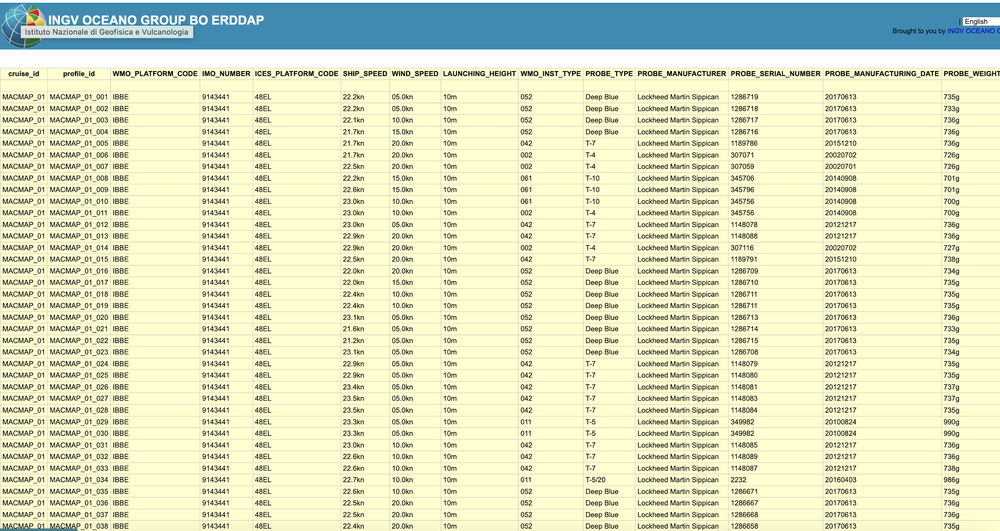 INGV OCEANO GROUP BO ERDDAP
Istituto Nazionale di Geofisica e Vulcanologia
| English
Brought to you by INGV OCEANO
cruise_id profile_id WMO_PLATFORM_CODE IMO_NUMBER ICES_PLATFORM_CODE SHIP_SPEED WIND_SPEED LAUNCHING_HEIGHT WMO_INST_TYPE PROBE_TYPE PROBE_MANUFACTURER PROBE_SERIAL_NUMBER PROBE_MANUFACTURING_DATE PROBE_WEIGHT
MACMAP_01 MACMAP_01_001 IBBE 9143441 48EL 22.2kn 05.0kn 10m 052 Deep Blue Lockheed Martin Sippican 1286719 20170613 735g
MACMAP_01 MACMAP_01_002 IBBE 9143441 48EL 22.2kn 05.0kn 10m 052 Deep Blue Lockheed Martin Sippican 1286718 20170613 733g
MACMAP_01 MACMAP_01_003 IBBE 9143441 48EL 22.1kn 10.0kn 10m 052 Deep Blue Lockheed Martin Sippican 1286717 20170613 736g
MACMAP_01 MACMAP_01_004 IBBE 9143441 48EL 21.7kn 15.0kn 10m 052 Deep Blue Lockheed Martin Sippican 1286716 20170613 736g
MACMAP_01 MACMAP_01_005 IBBE 9143441 48EL 21.7kn 20.0kn 10m 042 T-7 Lockheed Martin Sippican 1189786 20151210 736g
MACMAP_01 MACMAP_01_006 IBBE 9143441 48EL 21.7kn 20.0kn 10m 002 T-4 Lockheed Martin Sippican 307071 20020702 726g
MACMAP_01 MACMAP_01_007 IBBE 9143441 48EL 22.5kn 20.0kn 10m 002 T-4 Lockheed Martin Sippican 307059 20020701 726g
MACMAP_01 MACMAP_01_008 IBBE 9143441 48EL 22.2kn 15.0kn 10m 061 T-10 Lockheed Martin Sippican 345706 20140908 701g
MACMAP_01 MACMAP_01_009 IBBE 9143441 48EL 22.6kn 15.0kn 10m 061 T-10 Lockheed Martin Sippican 345796 20140908 701g
MACMAP_01 MACMAP_01_010 IBBE 9143441 48EL 23.0kn 10.0kn 10m 061 T-10 Lockheed Martin Sippican 345756 20140908 700g
MACMAP_01 MACMAP_01_011 IBBE 9143441 48EL 23.0kn 10.0kn 10m 002 T-4 Lockheed Martin Sippican 345756 20140908 700g
MACMAP_01 MACMAP_01_012 IBBE 9143441 48EL 23.0kn 05.0kn 10m 042 T-7 Lockheed Martin Sippican 1148078 20121217 736g
MACMAP_01 MACMAP_01_013 IBBE 9143441 48EL 22.9kn 20.0kn 10m 042 T-7 Lockheed Martin Sippican 1148088 20121217 736g
MACMAP_01 MACMAP_01_014 IBBE 9143441 48EL 22.9kn 20.0kn 10m 002 T-4 Lockheed Martin Sippican 307116 20020702 727g
MACMAP_01 MACMAP_01_015 IBBE 9143441 48EL 22.5kn 20.0kn 10m 042 T-7 Lockheed Martin Sippican 1189791 20151210 738g
MACMAP_01 MACMAP_01_016 IBBE 9143441 48EL 22.0kn 20.0kn 10m 052 Deep Blue Lockheed Martin Sippican 1286709 20170613 734g
MACMAP_01 MACMAP_01_017 IBBE 9143441 48EL 22.0kn 15.0kn 10m 052 Deep Blue Lockheed Martin Sippican 1286710 20170613 735g
MACMAP_01 MACMAP_01_018 IBBE 9143441 48EL 22.4kn 10.0kn 10m 052 Deep Blue Lockheed Martin Sippican 1286711 20170613 735g
MACMAP_01 MACMAP_01_019 IBBE 9143441 48EL 22.4kn 10.0kn 10m 052 Deep Blue Lockheed Martin Sippican 1286711 20170613 735g
MACMAP_01 MACMAP_01_020 IBBE 9143441 48EL 23.1kn 05.0kn 10m 052 Deep Blue Lockheed Martin Sippican 1286713 20170613 736g
MACMAP_01 MACMAP_01_021 IBBE 9143441 48EL 21.6kn 05.0kn 10m 052 Deep Blue Lockheed Martin Sippican 1286714 20170613 733g
MACMAP_01 MACMAP_01_022 IBBE 9143441 48EL 21.2kn 05.0kn 10m 052 Deep Blue Lockheed Martin Sippican 1286715 20170613 735g
MACMAP_01 MACMAP_01_023 IBBE 9143441 48EL 23.1kn 05.0kn 10m 052 Deep Blue Lockheed Martin Sippican 1286708 20170613 734g
MACMAP_01 MACMAP_01_024 IBBE 9143441 48EL 22.9kn 05.0kn 10m 042 T-7 Lockheed Martin Sippican 1148079 20121217 735g
MACMAP_01 MACMAP_01_025 IBBE 9143441 48EL 22.9kn 05.0kn 10m 042 T-7 Lockheed Martin Sippican 1148080 20121217 735g
MACMAP_01 MACMAP_01_026 IBBE 9143441 48EL 23.4kn 05.0kn 10m 042 T-7 Lockheed Martin Sippican 1148081 20121217 737g
MACMAP_01 MACMAP_01_027 IBBE 9143441 48EL 23.5kn 05.0kn 10m 042 T-7 Lockheed Martin Sippican 1148083 20121217 737g
MACMAP_01 MACMAP_01_028 IBBE 9143441 48EL 23.5kn 05.0kn 10m 042 T-7 Lockheed Martin Sippican 1148084 20121217 735g
MACMAP_01 MACMAP_01_029 IBBE 9143441 48EL 23.3kn 05.0kn 10m 011 T-5 Lockheed Martin Sippican 349982 20100824 990g
MACMAP_01 MACMAP_01_030 IBBE 9143441 48EL 23.3kn 05.0kn 10m 011 T-5 Lockheed Martin Sippican 349982 20100824 990g
MACMAP_01 MACMAP_01_031 IBBE 9143441 48EL 23.0kn 10.0kn 10m 042 T-7 Lockheed Martin Sippican 1148085 20121217 736g
MACMAP_01 MACMAP_01_032 IBBE 9143441 48EL 22.6kn 10.0kn 10m 042 T-7 Lockheed Martin Sippican 1148089 20121217 736g
MACMAP_01 MACMAP_01_033 IBBE 9143441 48EL 22.6kn 10.0kn 10m 042 T-7 Lockheed Martin Sippican 1148087 20121217 738g
MACMAP_01 MACMAP_01_034 IBBE 9143441 48EL 22.7kn 10.0kn 10m 011 T-5/20 Lockheed Martin Sippican 2232 20160403 986g
MACMAP_01 MACMAP_01_035 IBBE 9143441 48EL 22.6kn 10.0kn 10m 052 Deep Blue Lockheed Martin Sippican 1286671 20170613 735g
MACMAP_01 MACMAP_01_036 IBBE 9143441 48EL 22.5kn 20.0kn 10m 052 Deep Blue Lockheed Martin Sippican 1286667 20170613 736g
MACMAP_01 MACMAP_01_037 IBBE 9143441 48EL 22.5kn 20.0kn 10m 052 Deep Blue Lockheed Martin Sippican 1286668 20170613 736g
MACMAP_01 MACMAP_01_038 IBBE 9143441 48EL 22.4kn 20.0kn 10m 052 Deep Blue Lockheed Martin Sippican 1286658 20170613 735g